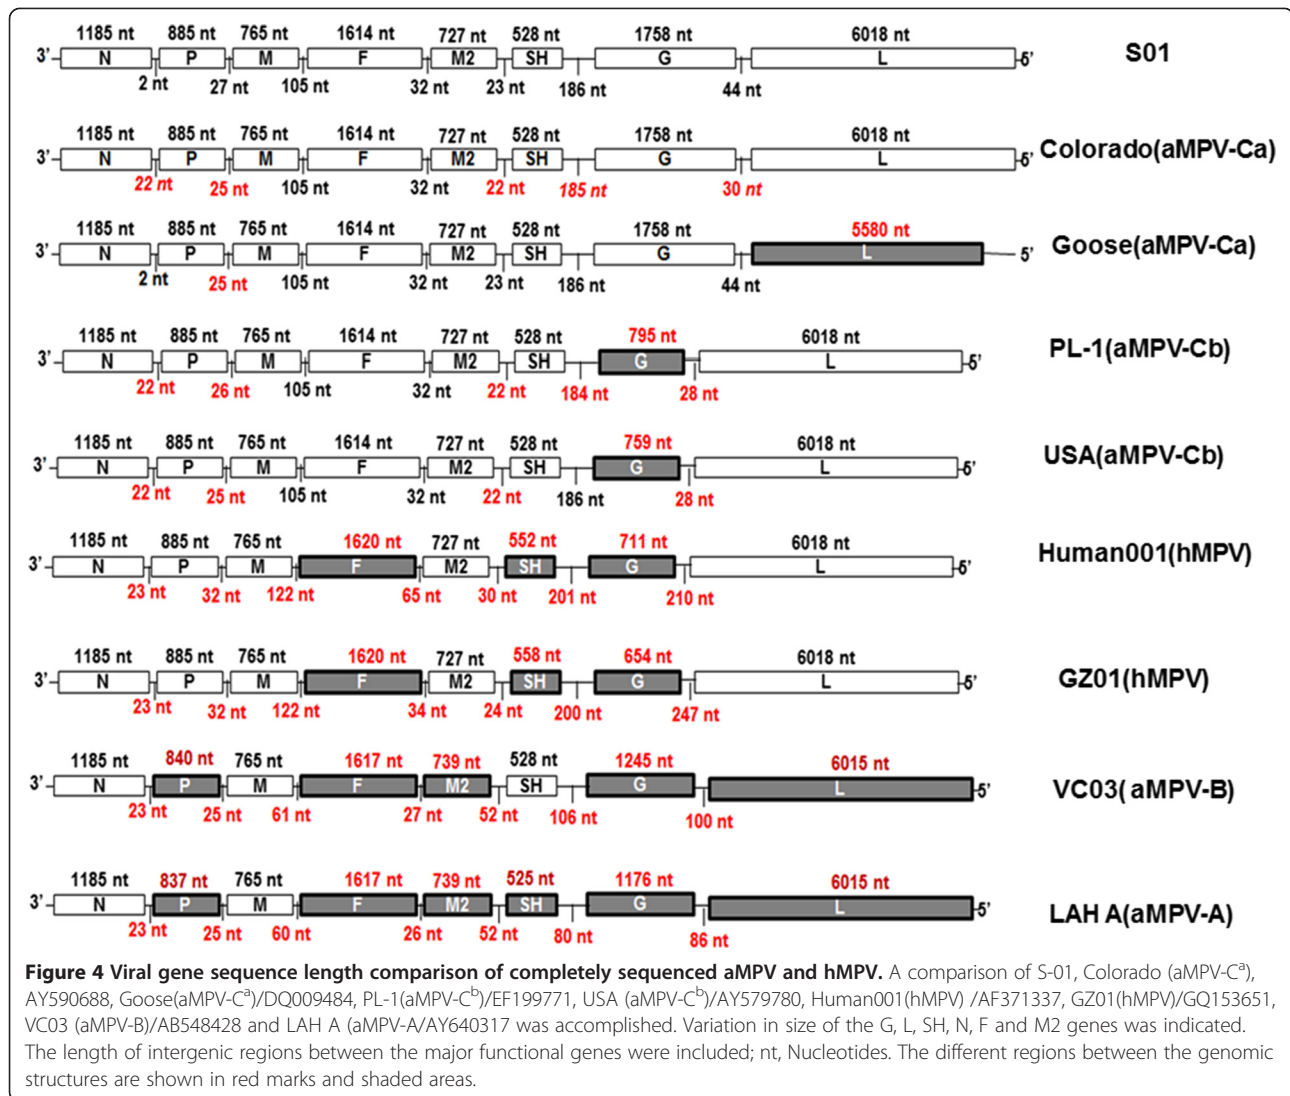 1185 nt 885 nt 765 nt 1614 nt 727 nt 528 nt 1758 nt 6018 nt
3’ N P M F M2 SH G L 5’ S01
2 nt 27 nt 105 nt 32 nt 23 nt 186 nt 44 nt
1185 nt 885 nt 765 nt 1614 nt 727 nt 528 nt 1758 nt 6018 nt
3’ N P M F M2 SH G L 5’ Colorado(aMPV-Ca)
22 nt 25 nt 105 nt 32 nt 22 nt 185 nt 30 nt
1185 nt 885 nt 765 nt 1614 nt 727 nt 528 nt 1758 nt 5580 nt
3’ N P M F M2 SH G L 5’ Goose(aMPV-Ca)
2 nt 25 nt 105 nt 32 nt 23 nt 186 nt 44 nt
1185 nt 885 nt 765 nt 1614 nt 727 nt 528 nt 795 nt 6018 nt
3’ N P M F M2 SH G L 5’ PL-1(aMPV-Cb)
22 nt 26 nt 105 nt 32 nt 22 nt 184 nt 28 nt
1185 nt 885 nt 765 nt 1614 nt 727 nt 528 nt 759 nt 6018 nt
3’ N P M F M2 SH G L 5’ USA(aMPV-Cb)
22 nt 25 nt 105 nt 32 nt 22 nt 186 nt 28 nt
1185 nt 885 nt 765 nt 1620 nt 727 nt 552 nt 711 nt 6018 nt
3’ N P M F M2 SH G L 5’ Human001(hMPV)
23 nt 32 nt 122 nt 65 nt 30 nt 201 nt 210 nt
1185 nt 885 nt 765 nt 1620 nt 727 nt 558 nt 654 nt 6018 nt
3’ N P M F M2 SH G L 5’ GZ01(hMPV)
23 nt 32 nt 122 nt 34 nt 24 nt 200 nt 247 nt
1185 nt 840 nt 765 nt 1617 nt 739 nt 528 nt 1245 nt 6015 nt
3’ N P M F M2 SH G L 5’ VC03( aMPV-B)
23 nt 25 nt 61 nt 27 nt 52 nt 106 nt 100 nt
1185 nt 837 nt 765 nt 1617 nt 739 nt 525 nt 1176 nt 6015 nt
3’ N P M F M2 SH G L 5’ LAH A(aMPV-A)
23 nt 25 nt 60 nt 26 nt 52 nt 80 nt 86 nt
Figure 4 Viral gene sequence length comparison of completely sequenced aMPV and hMPV. A comparison of S-01, Colorado (aMPV-Cᵃ),
AY590688, Goose(aMPV-Cᵃ)/DQ009484, PL-1(aMPV-Cᵇ)/EF199771, USA (aMPV-Cᵇ)/AY579780, Human001(hMPV) /AF371337, GZ01(hMPV)/GQ153651,
VC03 (aMPV-B)/AB548428 and LAH A (aMPV-A/AY640317 was accomplished. Variation in size of the G, L, SH, N, F and M2 genes was indicated.
The length of intergenic regions between the major functional genes were included; nt, Nucleotides. The different regions between the genomic
structures are shown in red marks and shaded areas.